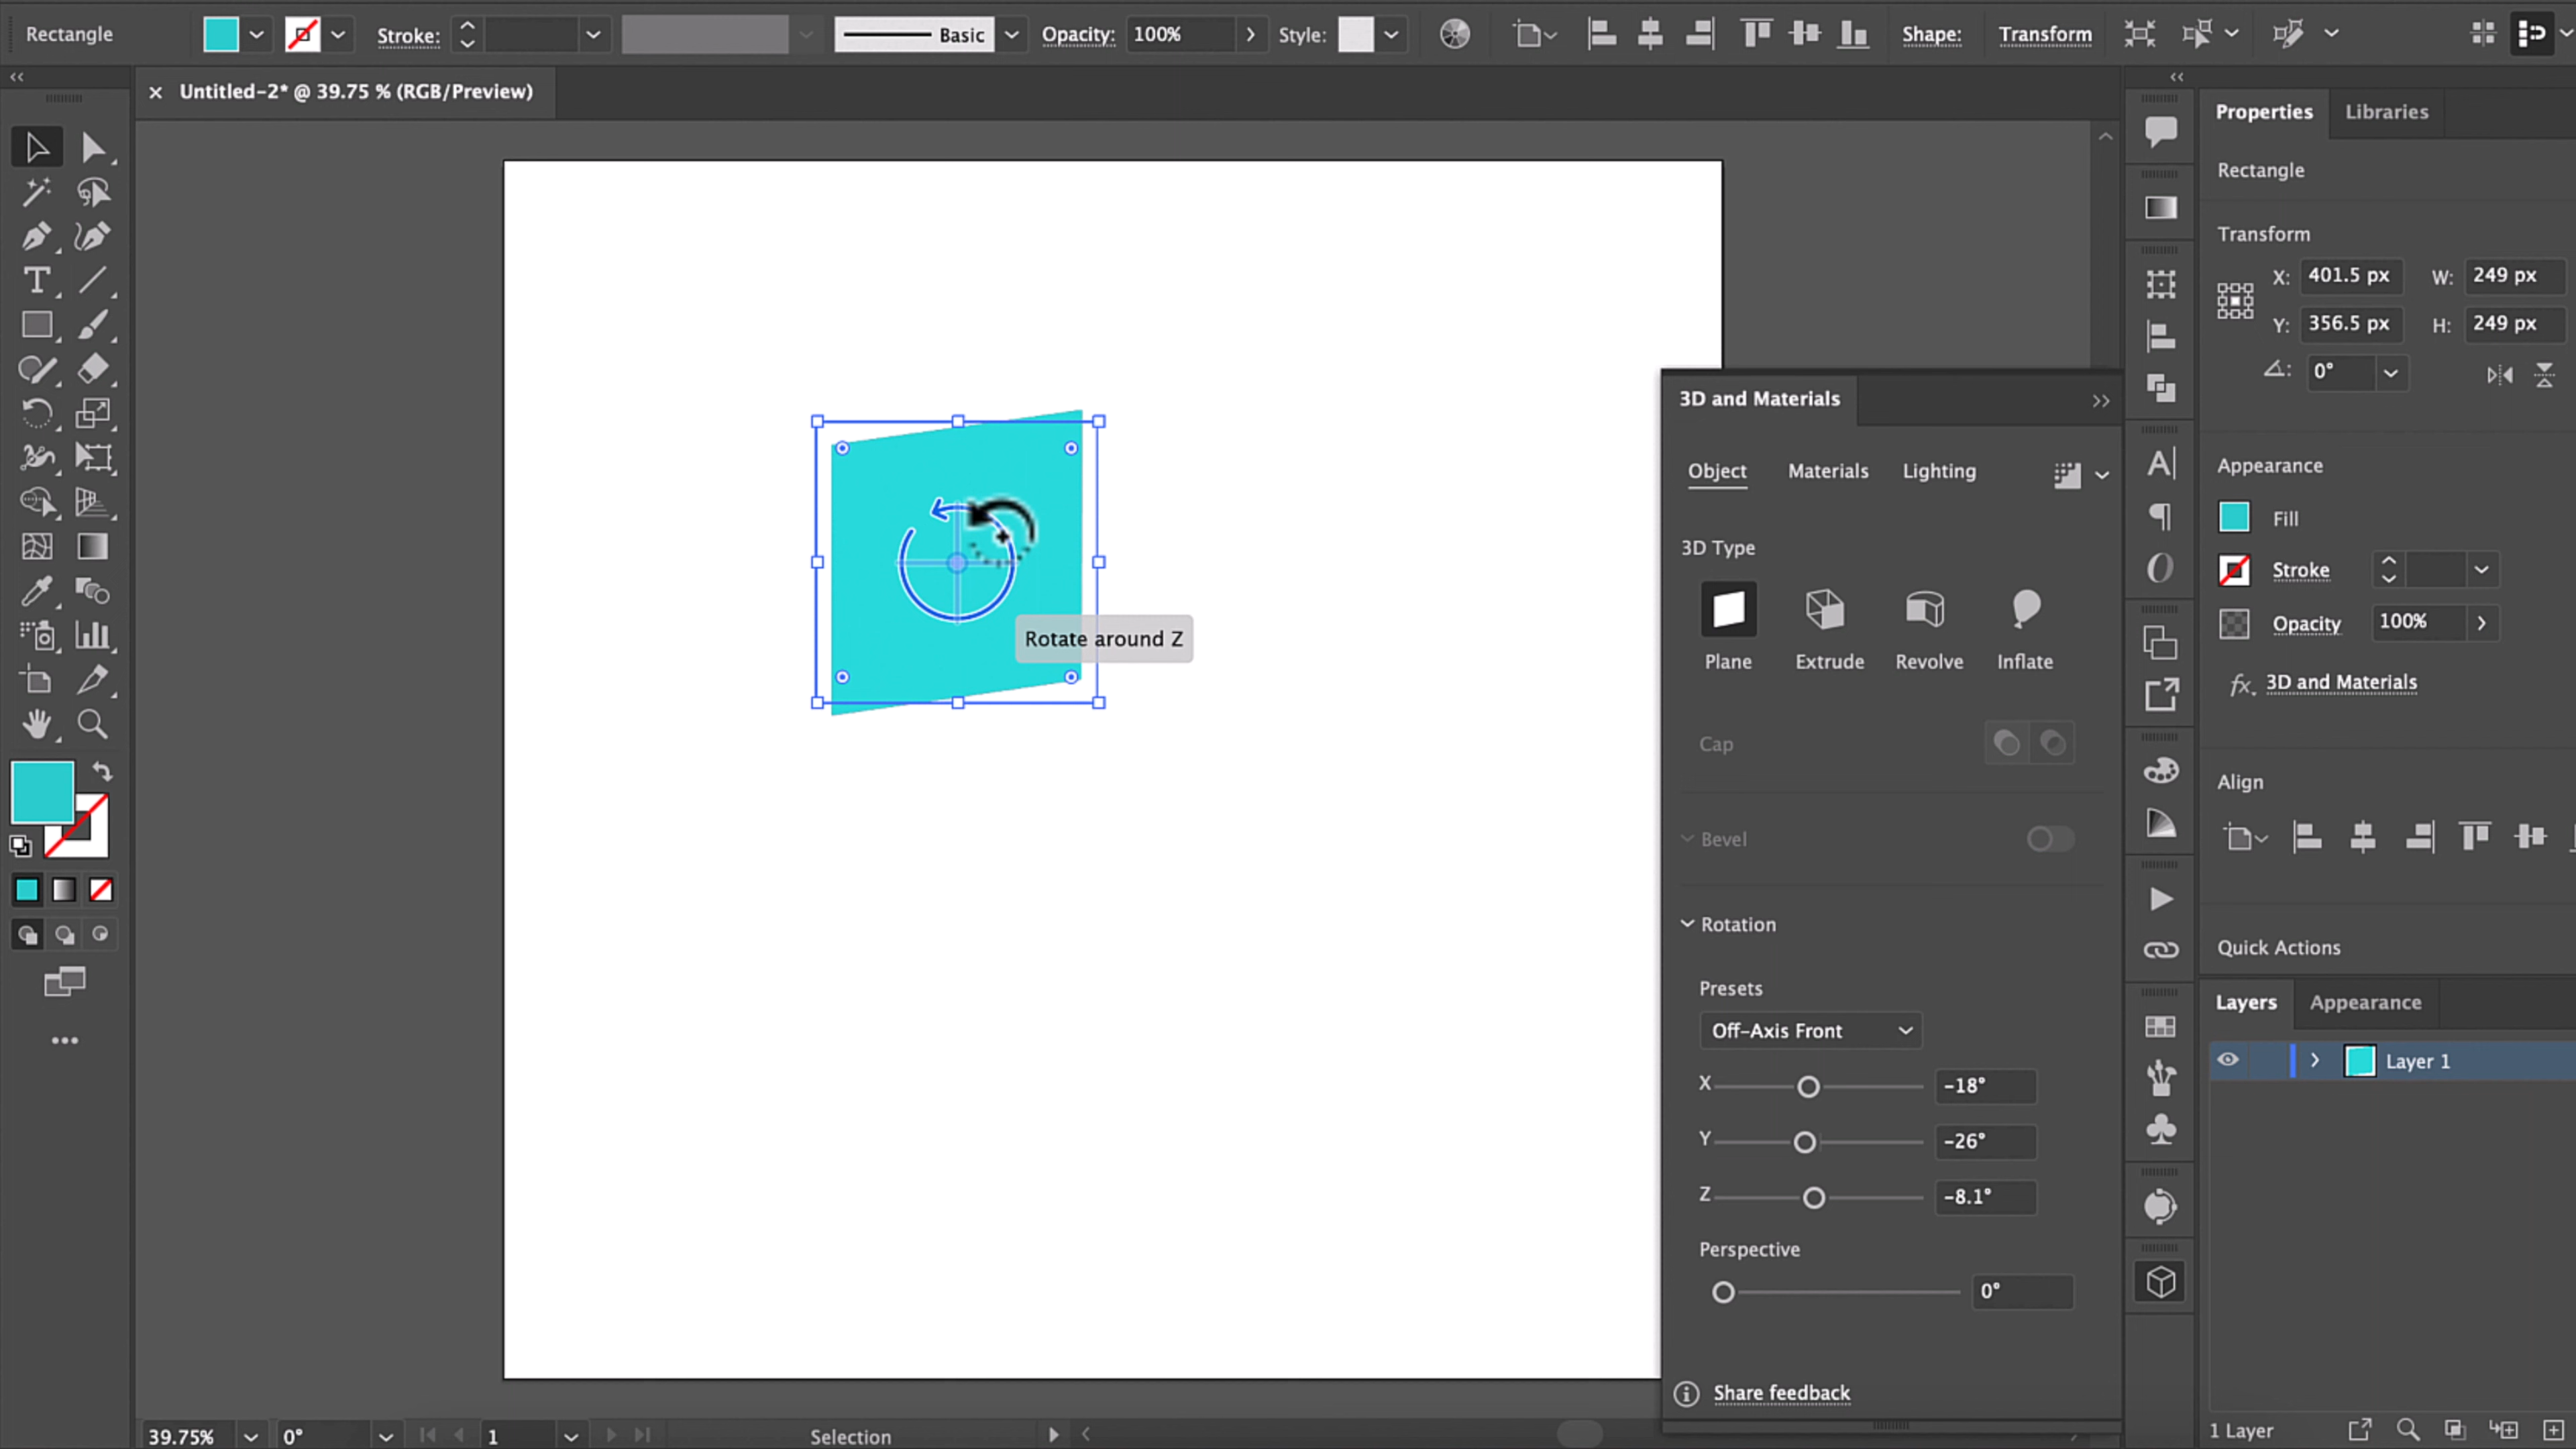 Rectangle
Stroke:
Basic
Opacity:
100%
Style:
Shape:
Transform
Untitled-2* @ 39.75 % (RGB/Preview)
Rotate around Z
3D and Materials
Object
Materials
Lighting
3D Type
Plane
Extrude
Revolve
Inflate
Cap
Bevel
Rotation
Presets
Off-Axis Front
X
-18°
Y
-26°
Z
-8.1°
Perspective
0°
Share feedback
Properties
Libraries
Rectangle
Transform
X:
401.5 px
W:
249 px
Y:
356.5 px
H:
249 px
0°
Appearance
Fill
Stroke
Opacity
100%
fx
3D and Materials
Align
Quick Actions
Layers
Appearance
Layer 1
1 Layer
39.75%
0°
1
Selection